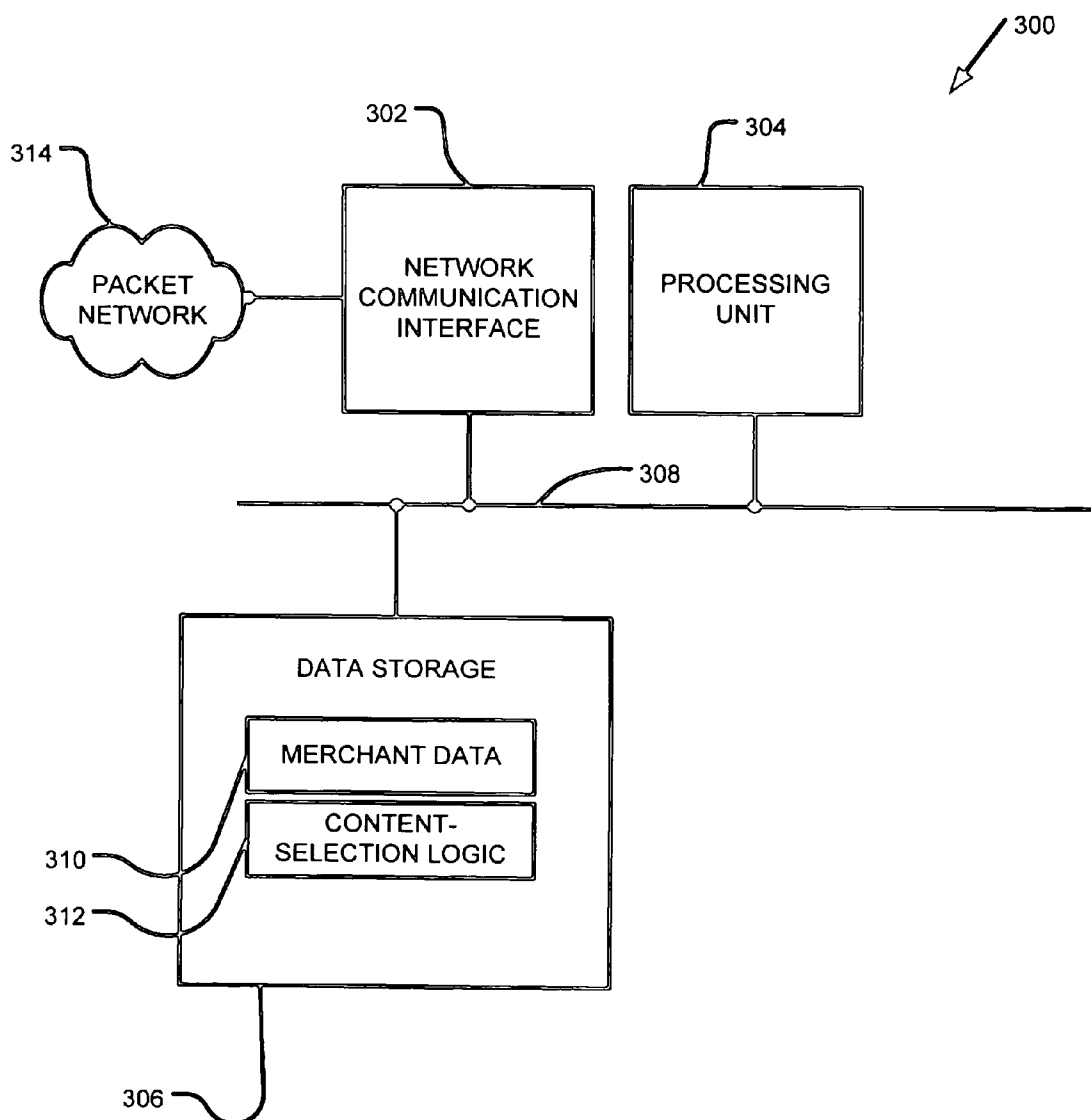 300
302
304
314
NETWORK
COMMUNICATION
INTERFACE
PROCESSING
UNIT
PACKET
NETWORK
308
DATA STORAGE
MERCHANT DATA
CONTENT-
SELECTION LOGIC
310
312
306